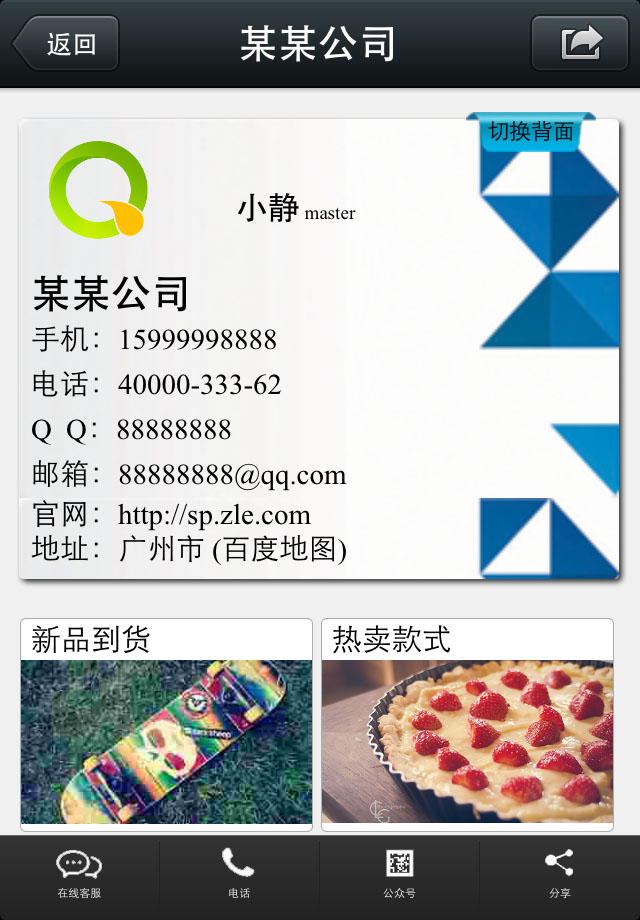 返回
某某公司
切换背面
小静 master
某某公司
手机：15999998888
电话：40000-333-62
Q Q：88888888
邮箱：88888888@qq.com
官网：http://sp.zle.com
地址：广州市 (百度地图)
新品到货
热卖款式
在线客服
电话
公众号
分享